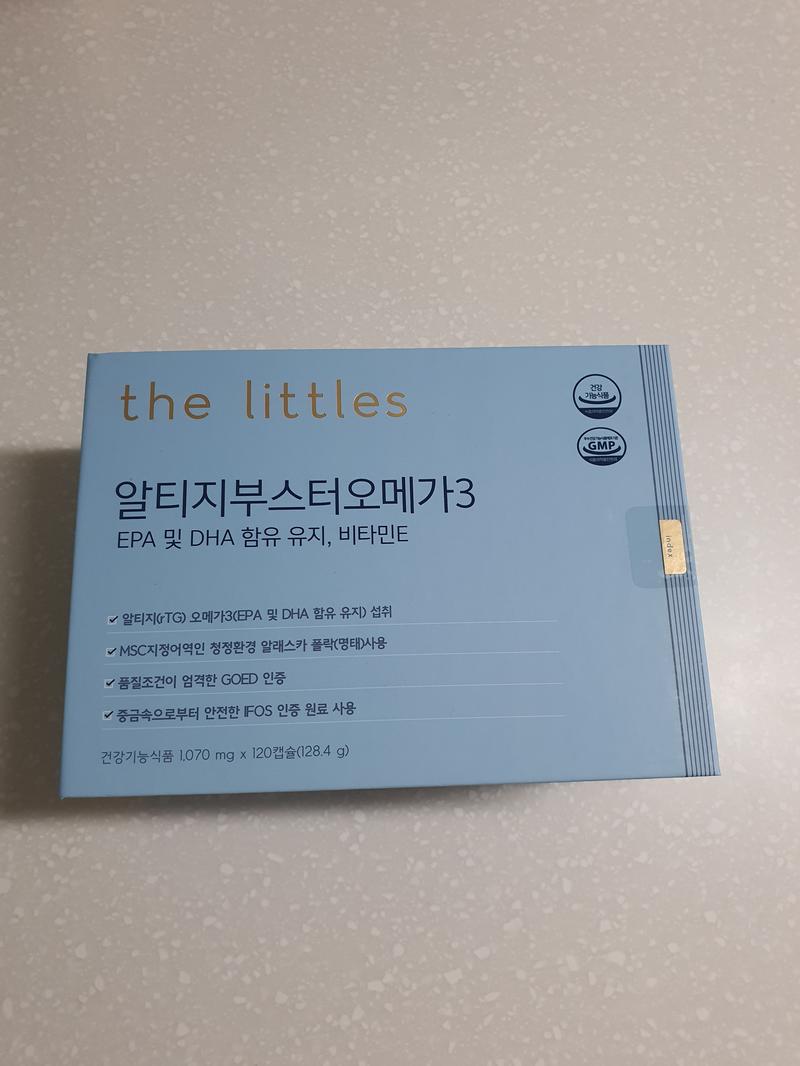 the littles
건강
기능식품
GMP
알티지부스터오메가3
EPA 및 DHA 함유 유지, 비타민E
index
알티지(rTG) 오메가3(EPA 및 DHA 함유 유지) 섭취
MSC지정어역인 청정환경 알래스카 폴락(명태)사용
품질조건이 엄격한 GOED 인증
중금속으로부터 안전한 IFOS 인증 원료 사용
건강기능식품 1,070 mg x 120캡슐(128.4 g)